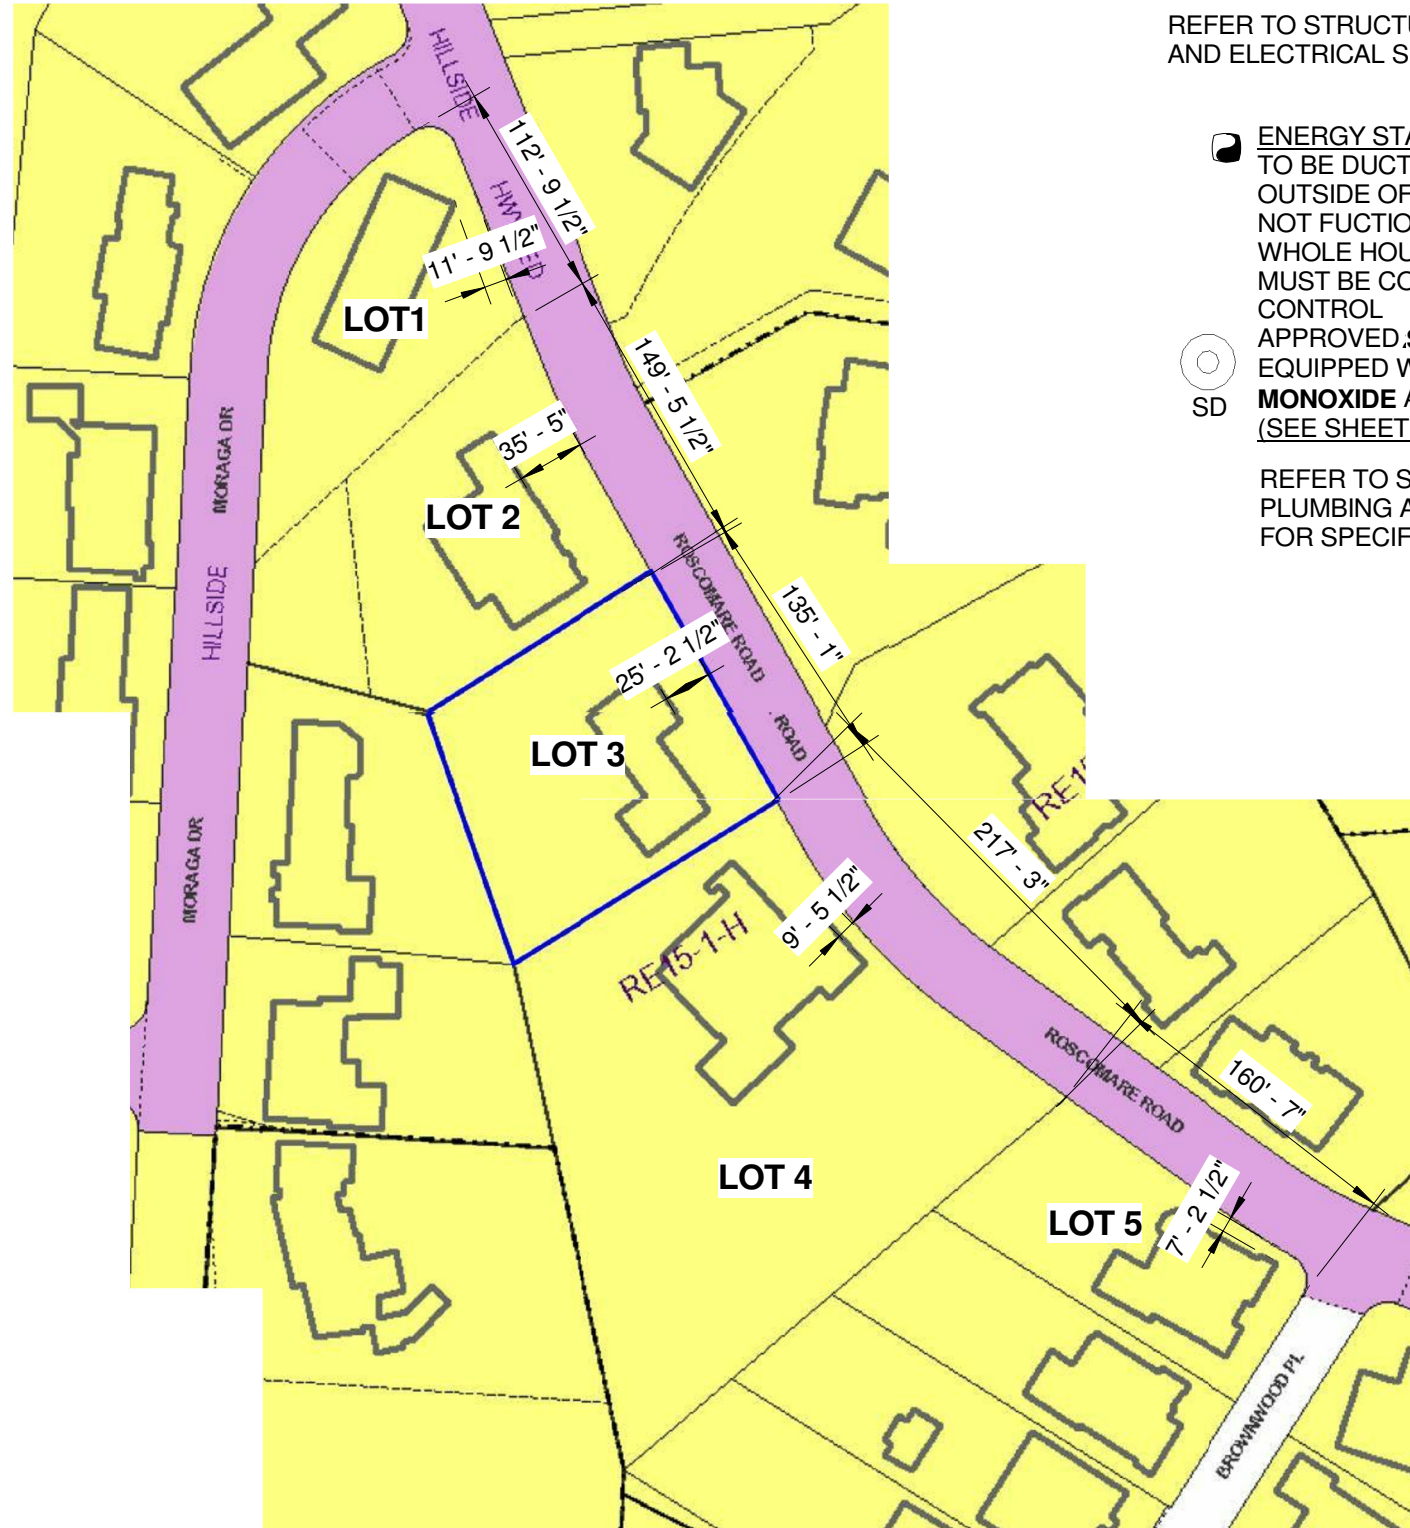 REFER TO STRUCTU
AND ELECTRICAL S
ENERGY STA
TO BE DUCT
OUTSIDE OF
NOT FUCTIO
WHOLE HOU
MUST BE CO
CONTROL
APPROVED,S
EQUIPPED W
SD
MONOXIDE A
(SEE SHEET
REFER TO S
PLUMBING A
FOR SPECIF
HILLSIDE
112' - 9 1/2"
11' - 9 1/2"
LOT1
149' - 5 1/2"
35' - 5"
MORAGA DR
LOT 2
ROSCOMARE ROAD
HILLSIDE
135' - 1"
25' - 2 1/2"
ROAD
LOT 3
RE1
MORAGA DR
217' - 3"
9' - 5 1/2"
RE15-1-H
ROSCOMARE ROAD
160' - 7"
LOT 4
7' - 2 1/2"
LOT 5
BROWNWOOD PL